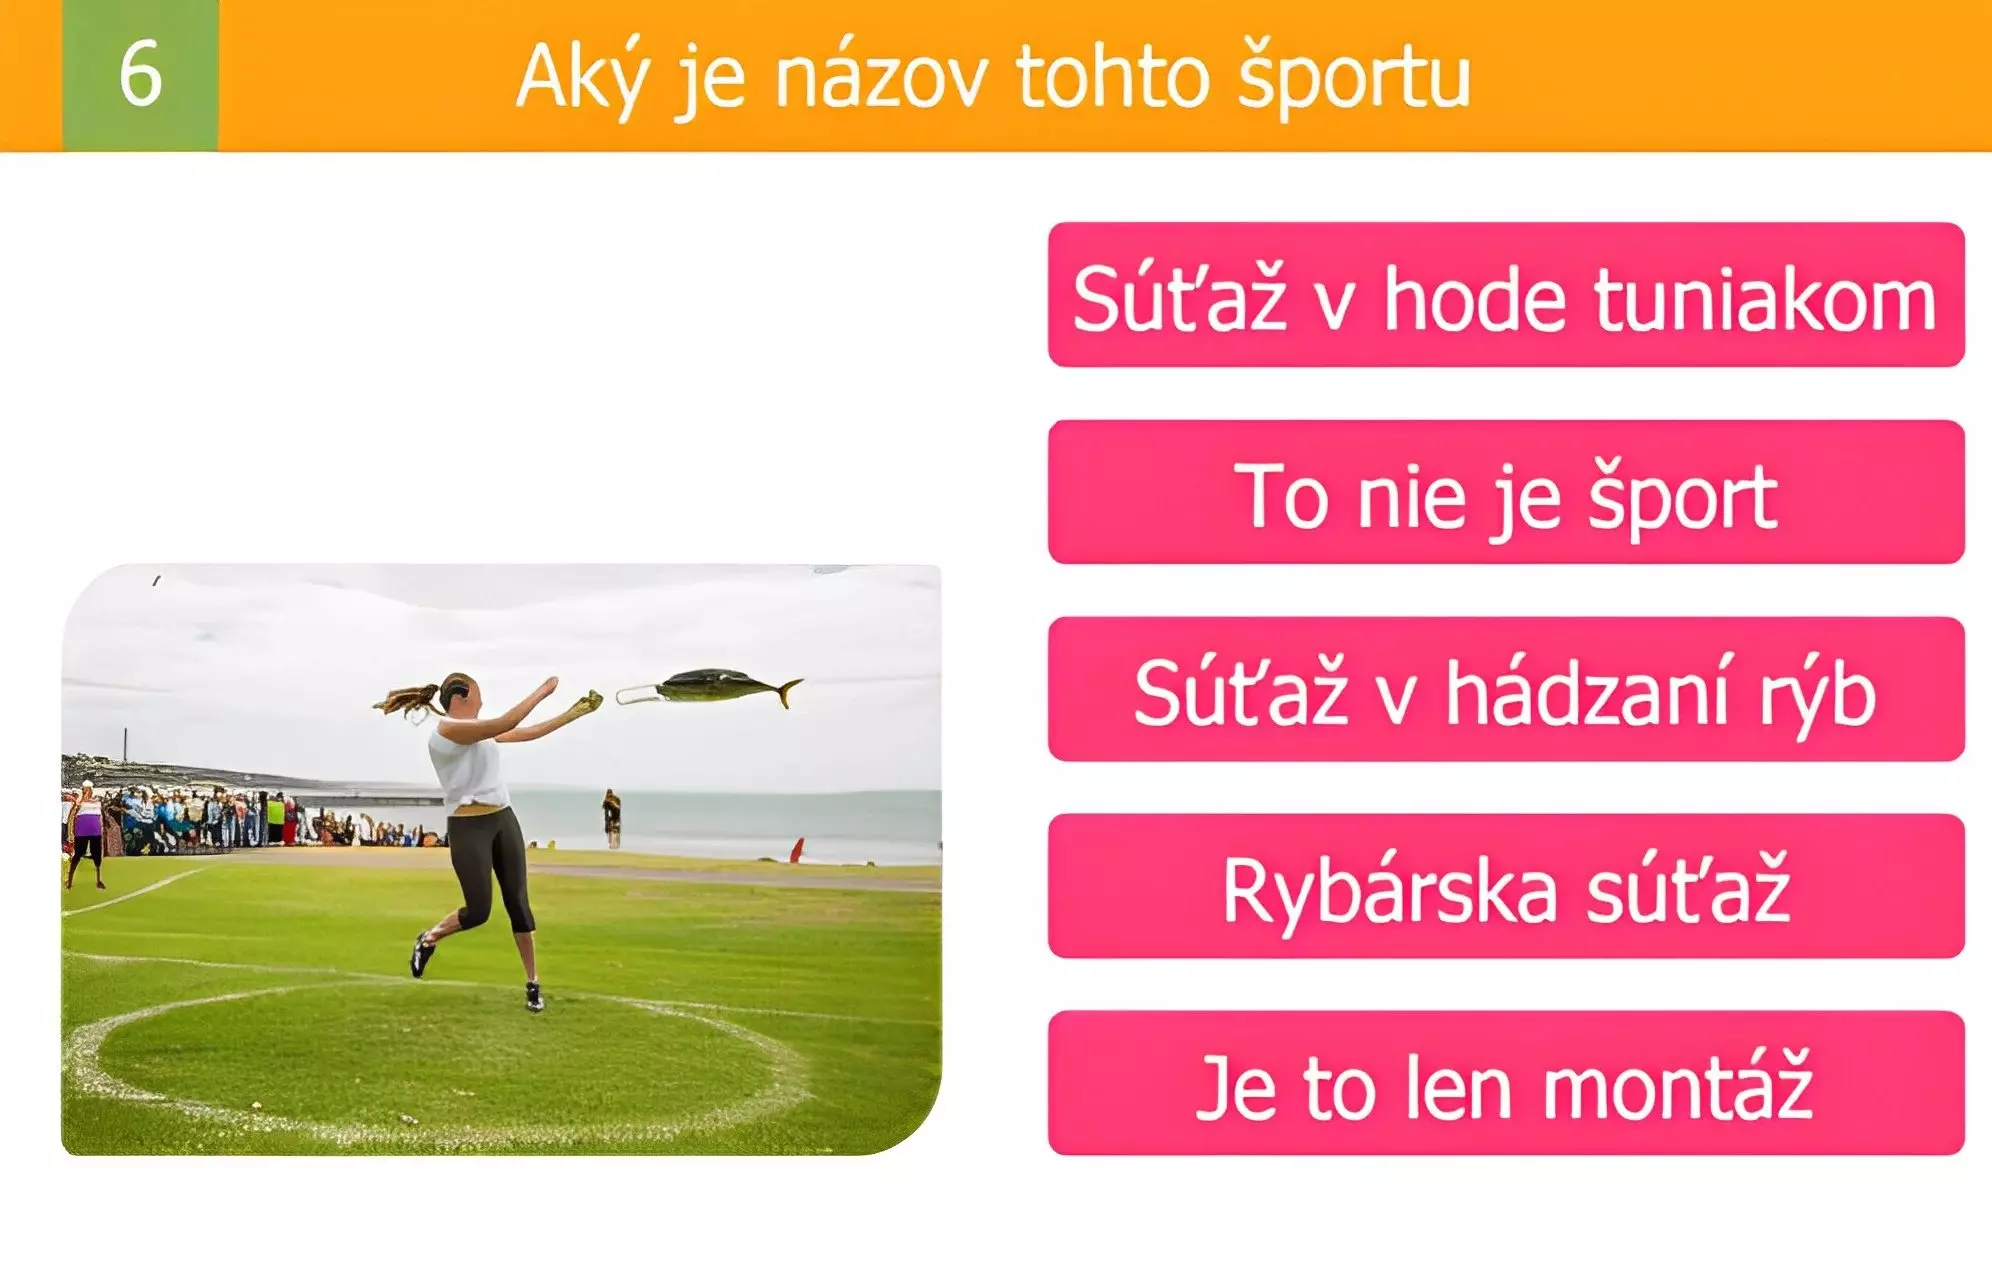 6
Aký je názov tohto športu
Súťaž v hode tuniakom
To nie je šport
Súťaž v hádzaní rýb
Rybárska súťaž
Je to len montáž